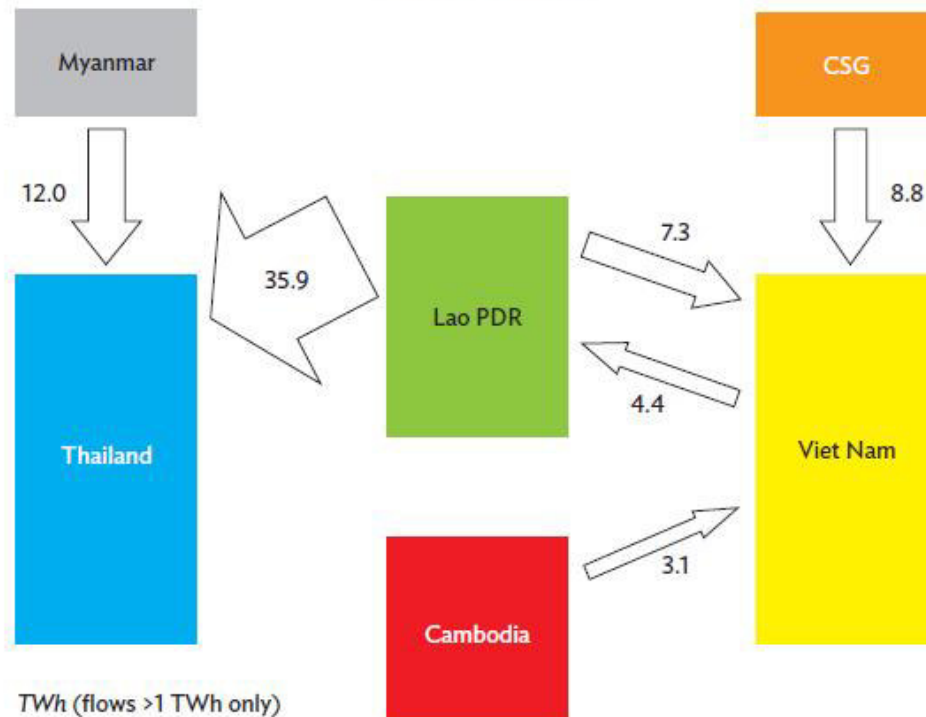 Myanmar
CSG
12.0
8.8
7.3
35.9
Lao PDR
4.4
Thailand
Viet Nam
3.1
Cambodia
TWh (flows >1 TWh only)